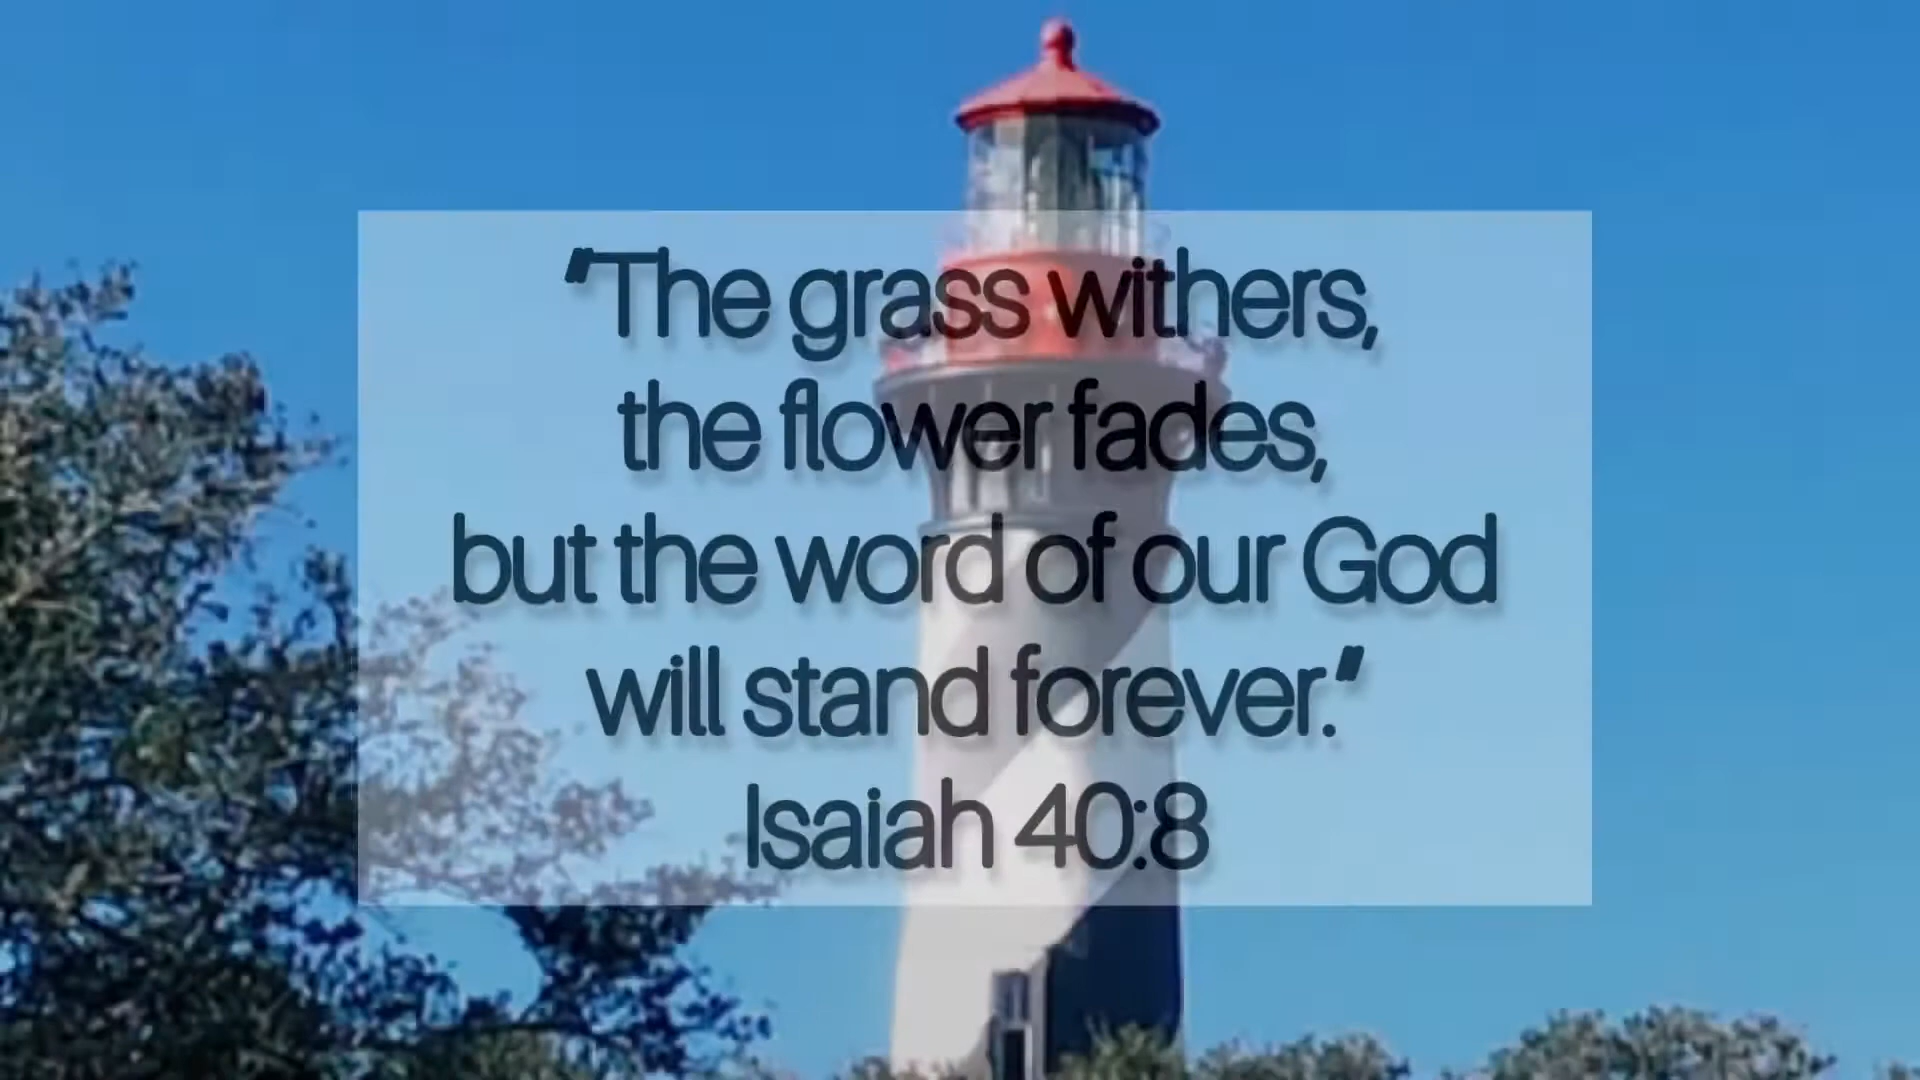 "The grass withers,
the flower fades,
but the word of our God
will stand forever."
Isaiah 40:8